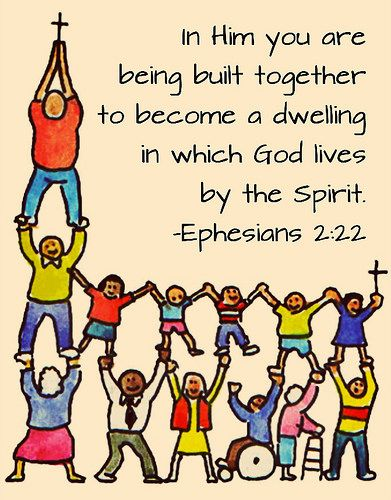 In Him you are
being built together
to become a dwelling
in which God lives
by the Spirit.
-Ephesians 2:22